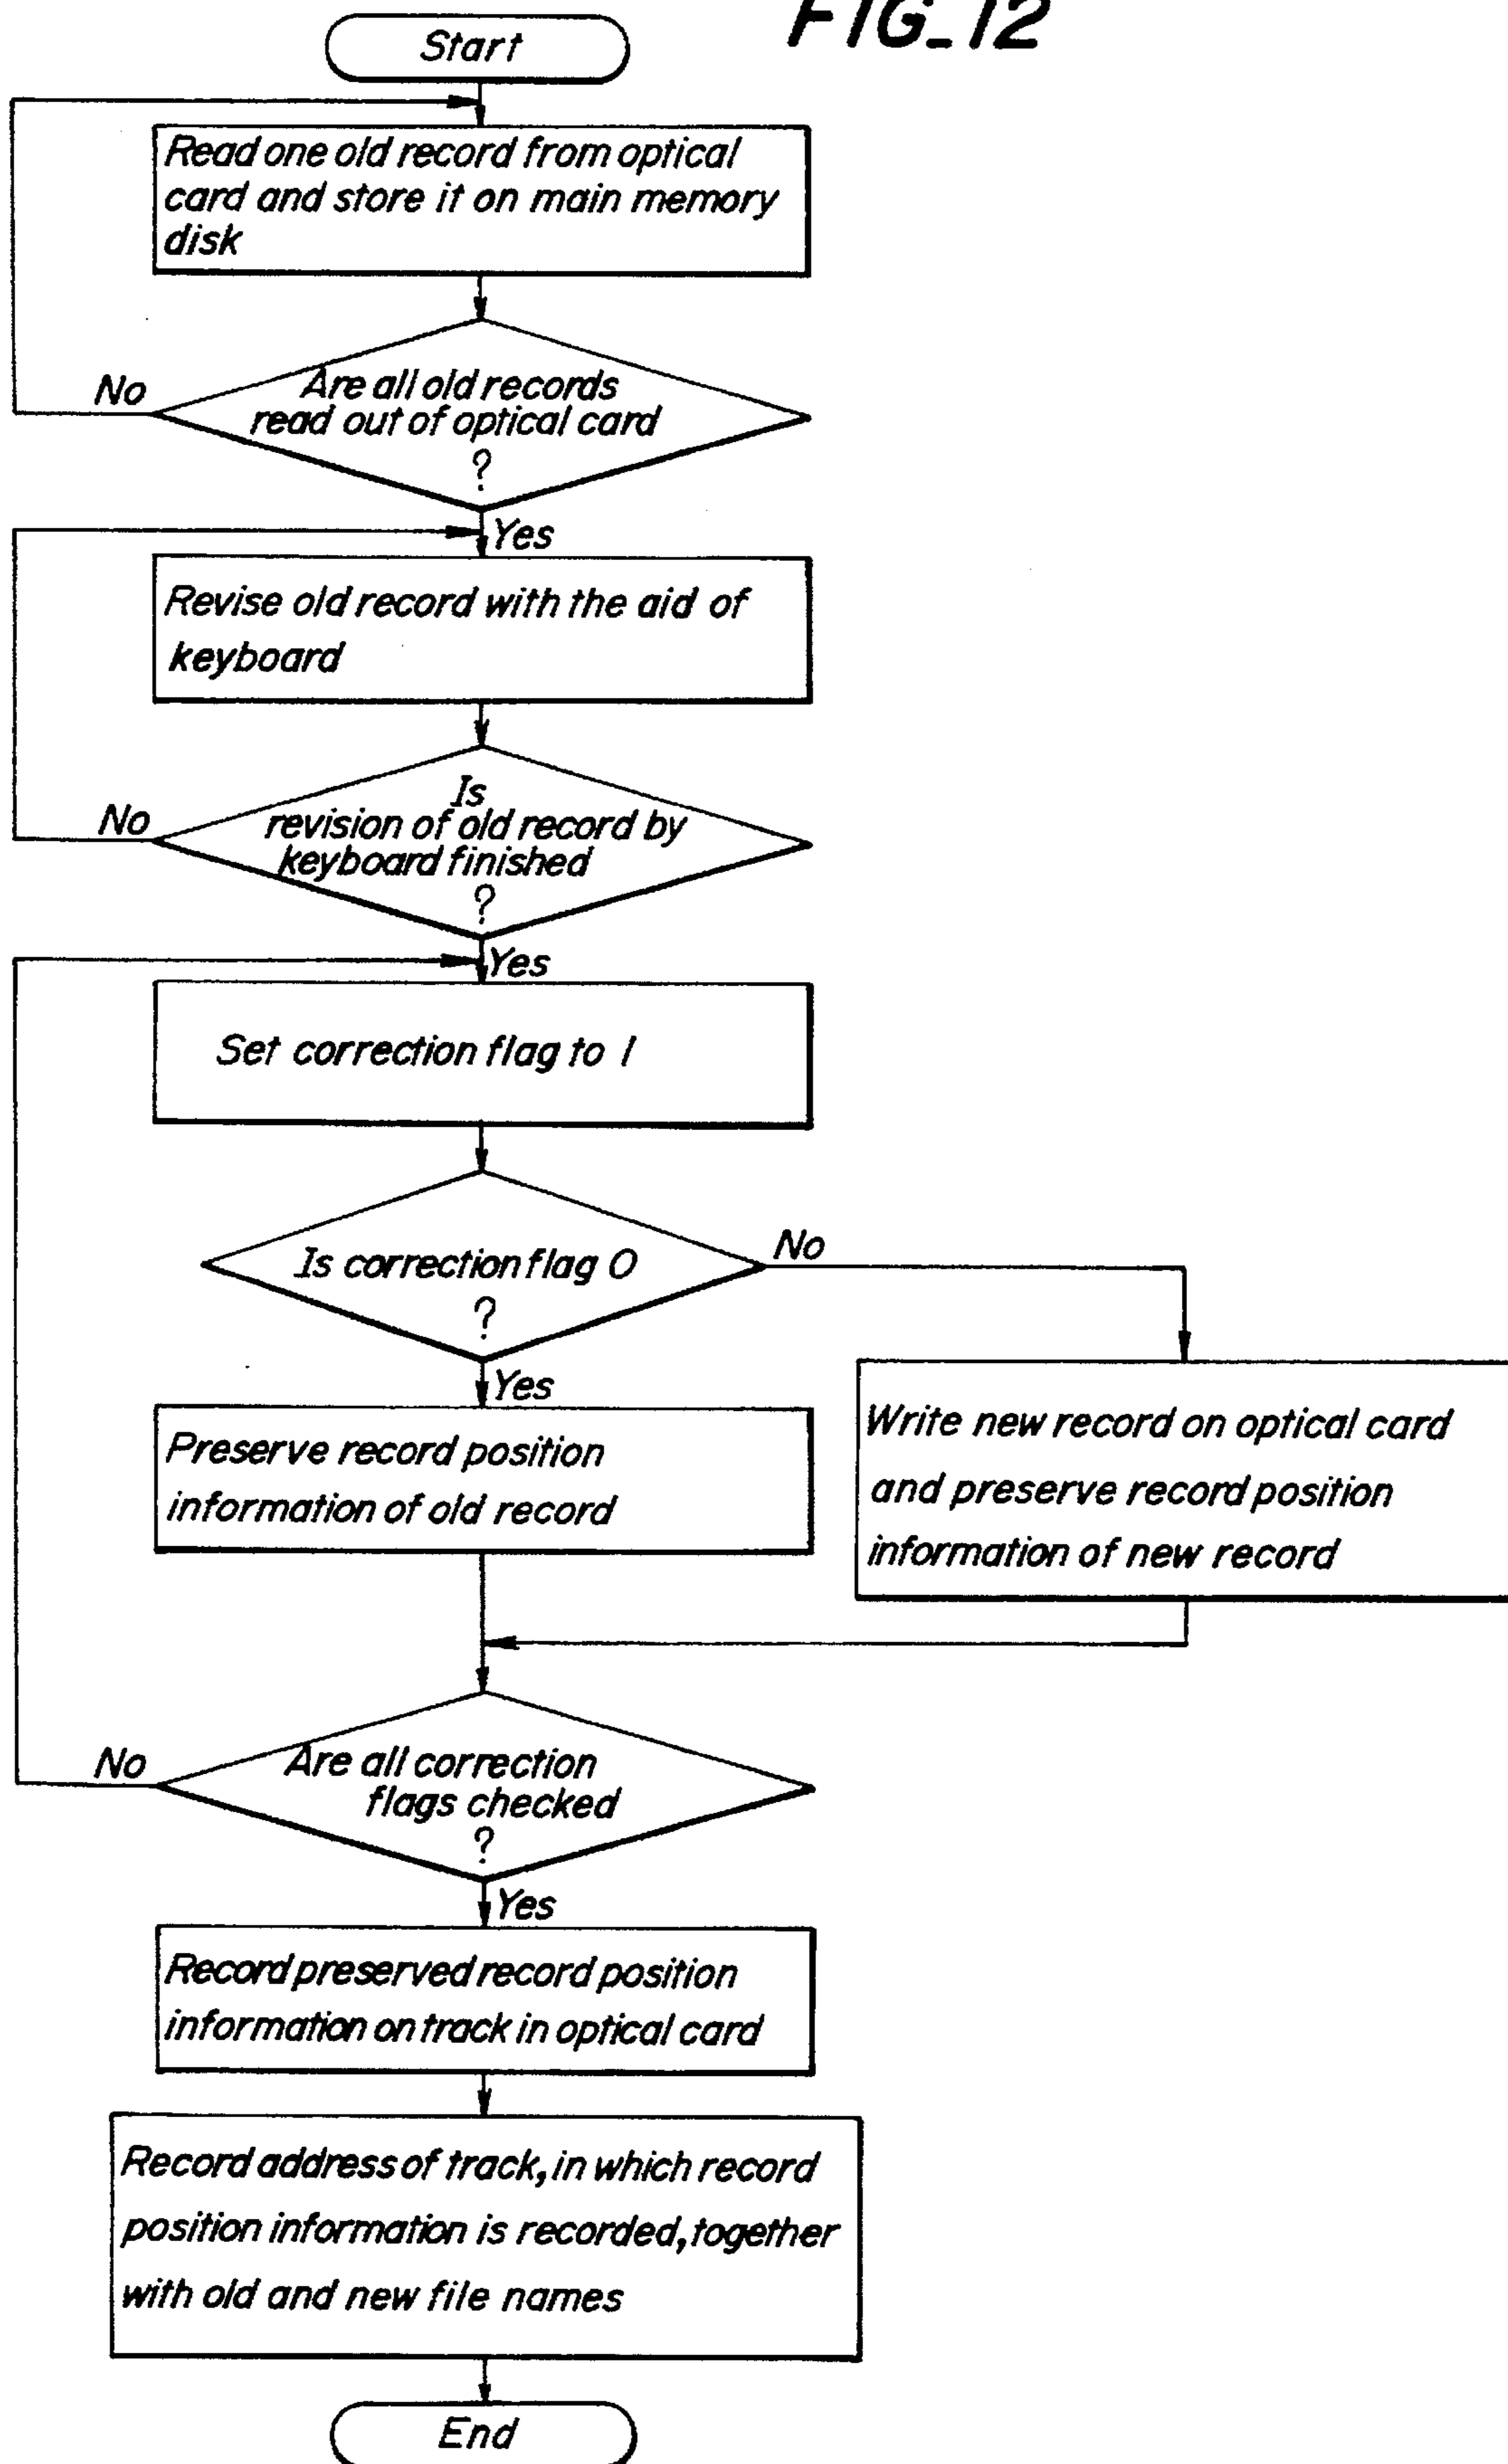 FIG_12
Start
Read one old record from optical
card and store it on main memory
disk
No
Are all old records
read out of optical card
?
Yes
Revise old record with the aid of
keyboard
Is
revision of old record by
keyboard finished
?
No
Yes
Set correction flag to 1
Is correction flag 0
?
No
Yes
Preserve record position
information of old record
Write new record on optical card
and preserve record position
information of new record
No
Are all correction
flags checked
?
Yes
Record preserved record position
information on track in optical card
Record address of track, in which record
position information is recorded, together
with old and new file names
End